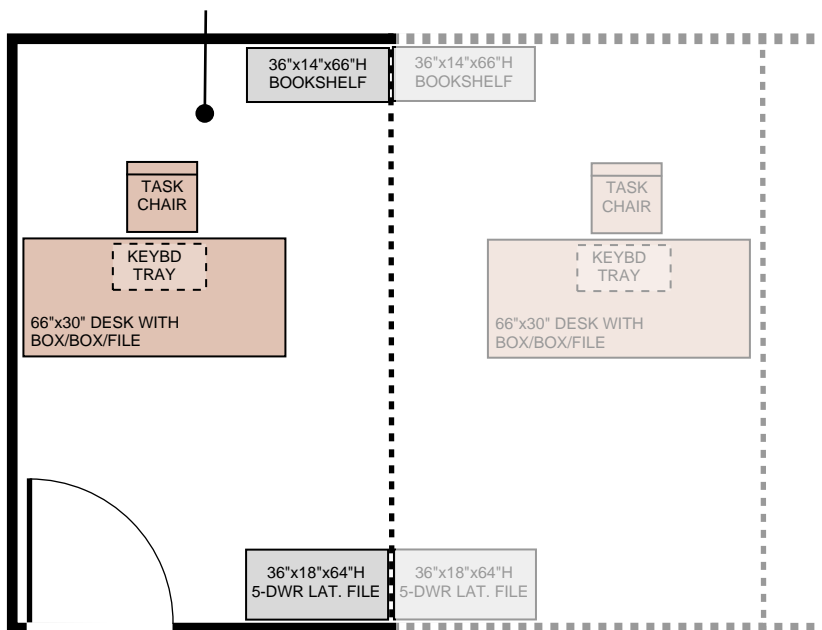 36"x14"x66"H
BOOKSHELF
36"x14"x66"H
BOOKSHELF
TASK
CHAIR
TASK
CHAIR
KEYBD
TRAY
KEYBD
TRAY
66"x30" DESK WITH
BOX/BOX/FILE
66"x30" DESK WITH
BOX/BOX/FILE
36"x18"x64"H
5-DWR LAT. FILE
36"x18"x64"H
5-DWR LAT. FILE